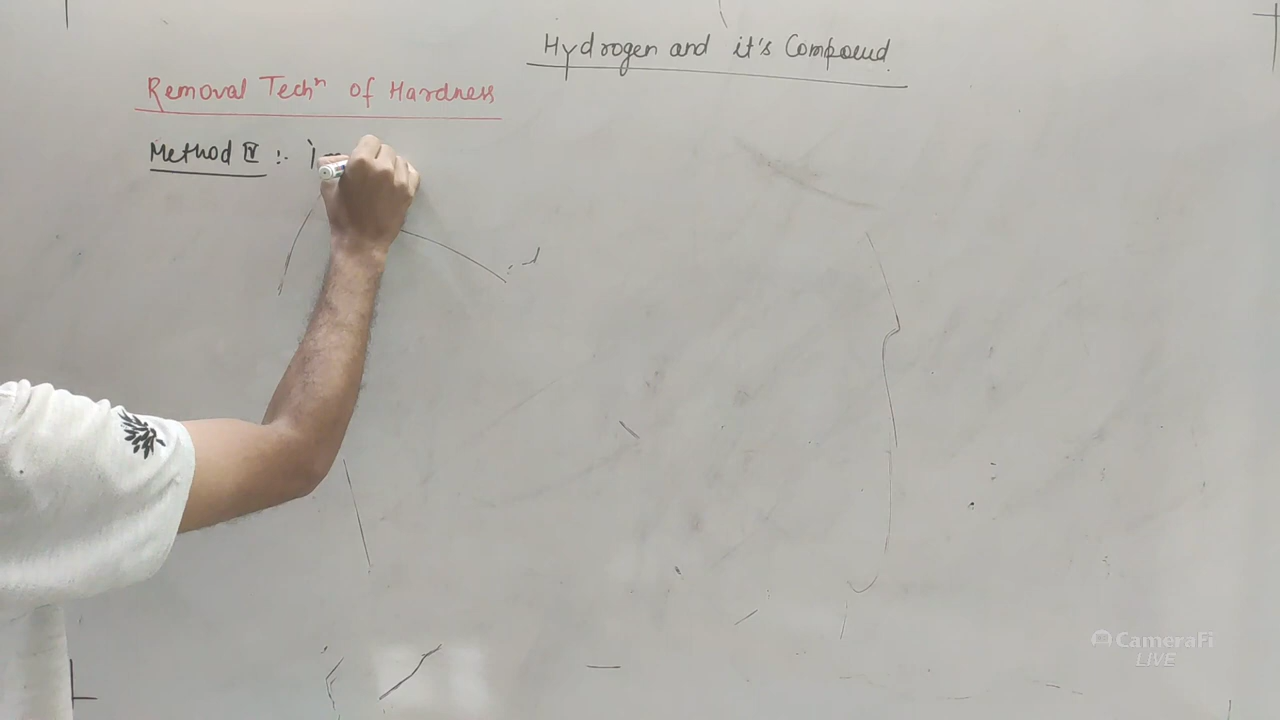 Hydrogen and it's Compound.
Removal Techⁿ of Hardness
Method IV :-
CameraFi
LIVE